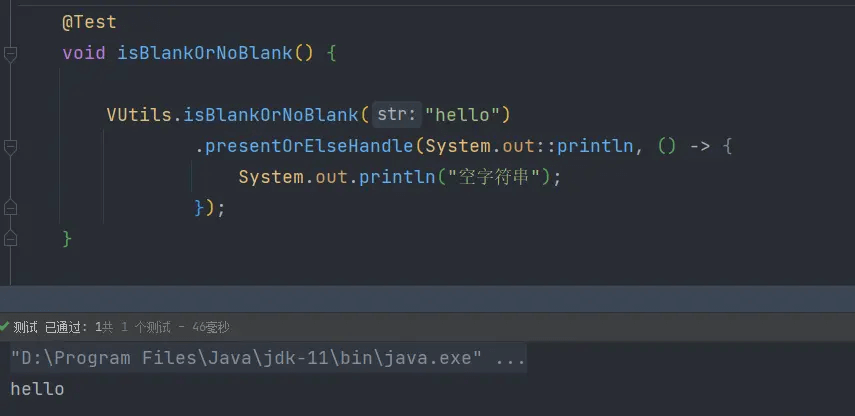 @Test
void isBlankOrNoBlank() {
VUtils.isBlankOrNoBlank( str: "hello")
.presentOrElseHandle(System.out::println, () -> {
System.out.println("空字符串");
});
}
测试 已通过: 1共 1 个测试 – 46毫秒
"D:\Program Files\Java\jdk-11\bin\java.exe" ...
hello